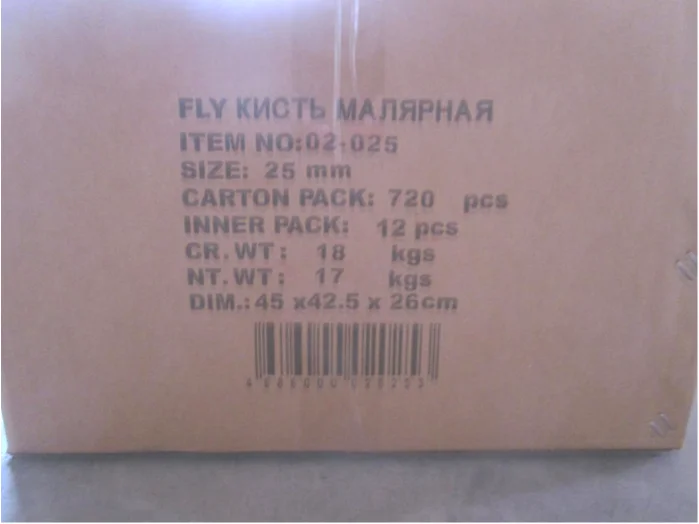 FLY КИСТЬ МАЛЯРНАЯ
ITEM NO:02-025
SIZE: 25 mm
CARTON PACK: 720 pcs
INNER PACK: 12 pcs
CR.WT: 18 kgs
NT.WT: 17 kgs
DIM.:45 x42.5 x 26cm